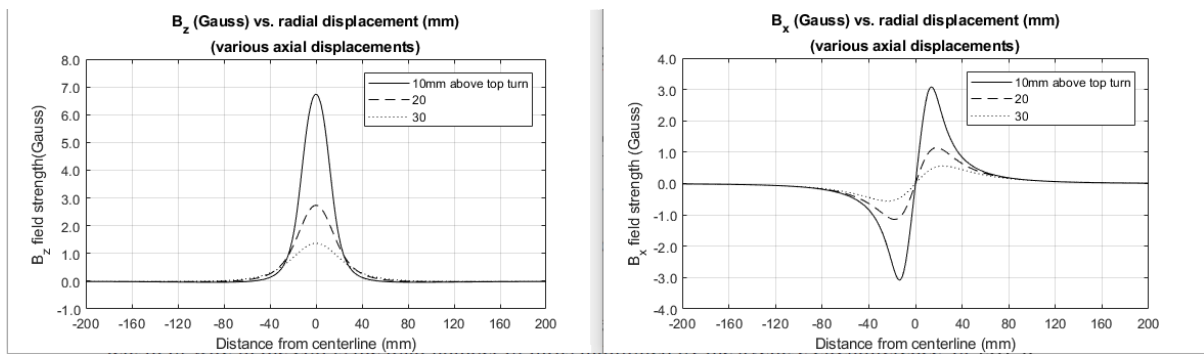 B_z (Gauss) vs. radial displacement (mm)
(various axial displacements)
B_z field strength(Gauss)
8.0
7.0
6.0
5.0
4.0
3.0
2.0
1.0
0.0
-1.0
10mm above top turn
20
30
-200 -160 -120 -80 -40 0 40 80 120 160 200
Distance from centerline (mm)
B_x (Gauss) vs. radial displacement (mm)
(various axial displacements)
B_x field strength (Gauss)
4.0
3.0
2.0
1.0
0.0
-1.0
-2.0
-3.0
-4.0
10mm above top turn
20
30
-200 -160 -120 -80 -40 0 40 80 120 160 200
Distance from centerline (mm)